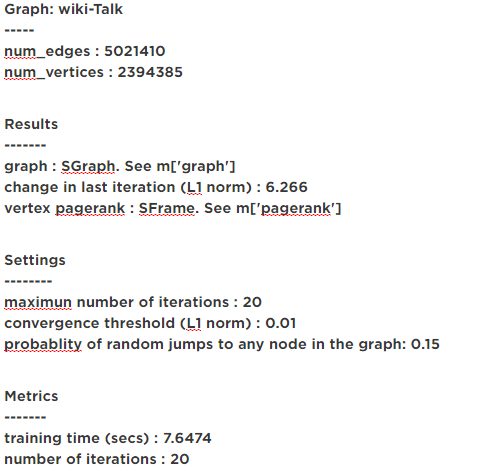 Graph: wiki-Talk
-----
num_edges : 5021410
num_vertices : 2394385
Results
-------
graph : SGraph. See m['graph']
change in last iteration (L1 norm) : 6.266
vertex pagerank : SFrame. See m['pagerank']
Settings
--------
maximun number of iterations : 20
convergence threshold (L1 norm) : 0.01
probablity of random jumps to any node in the graph: 0.15
Metrics
-------
training time (secs) : 7.6474
number of iterations : 20